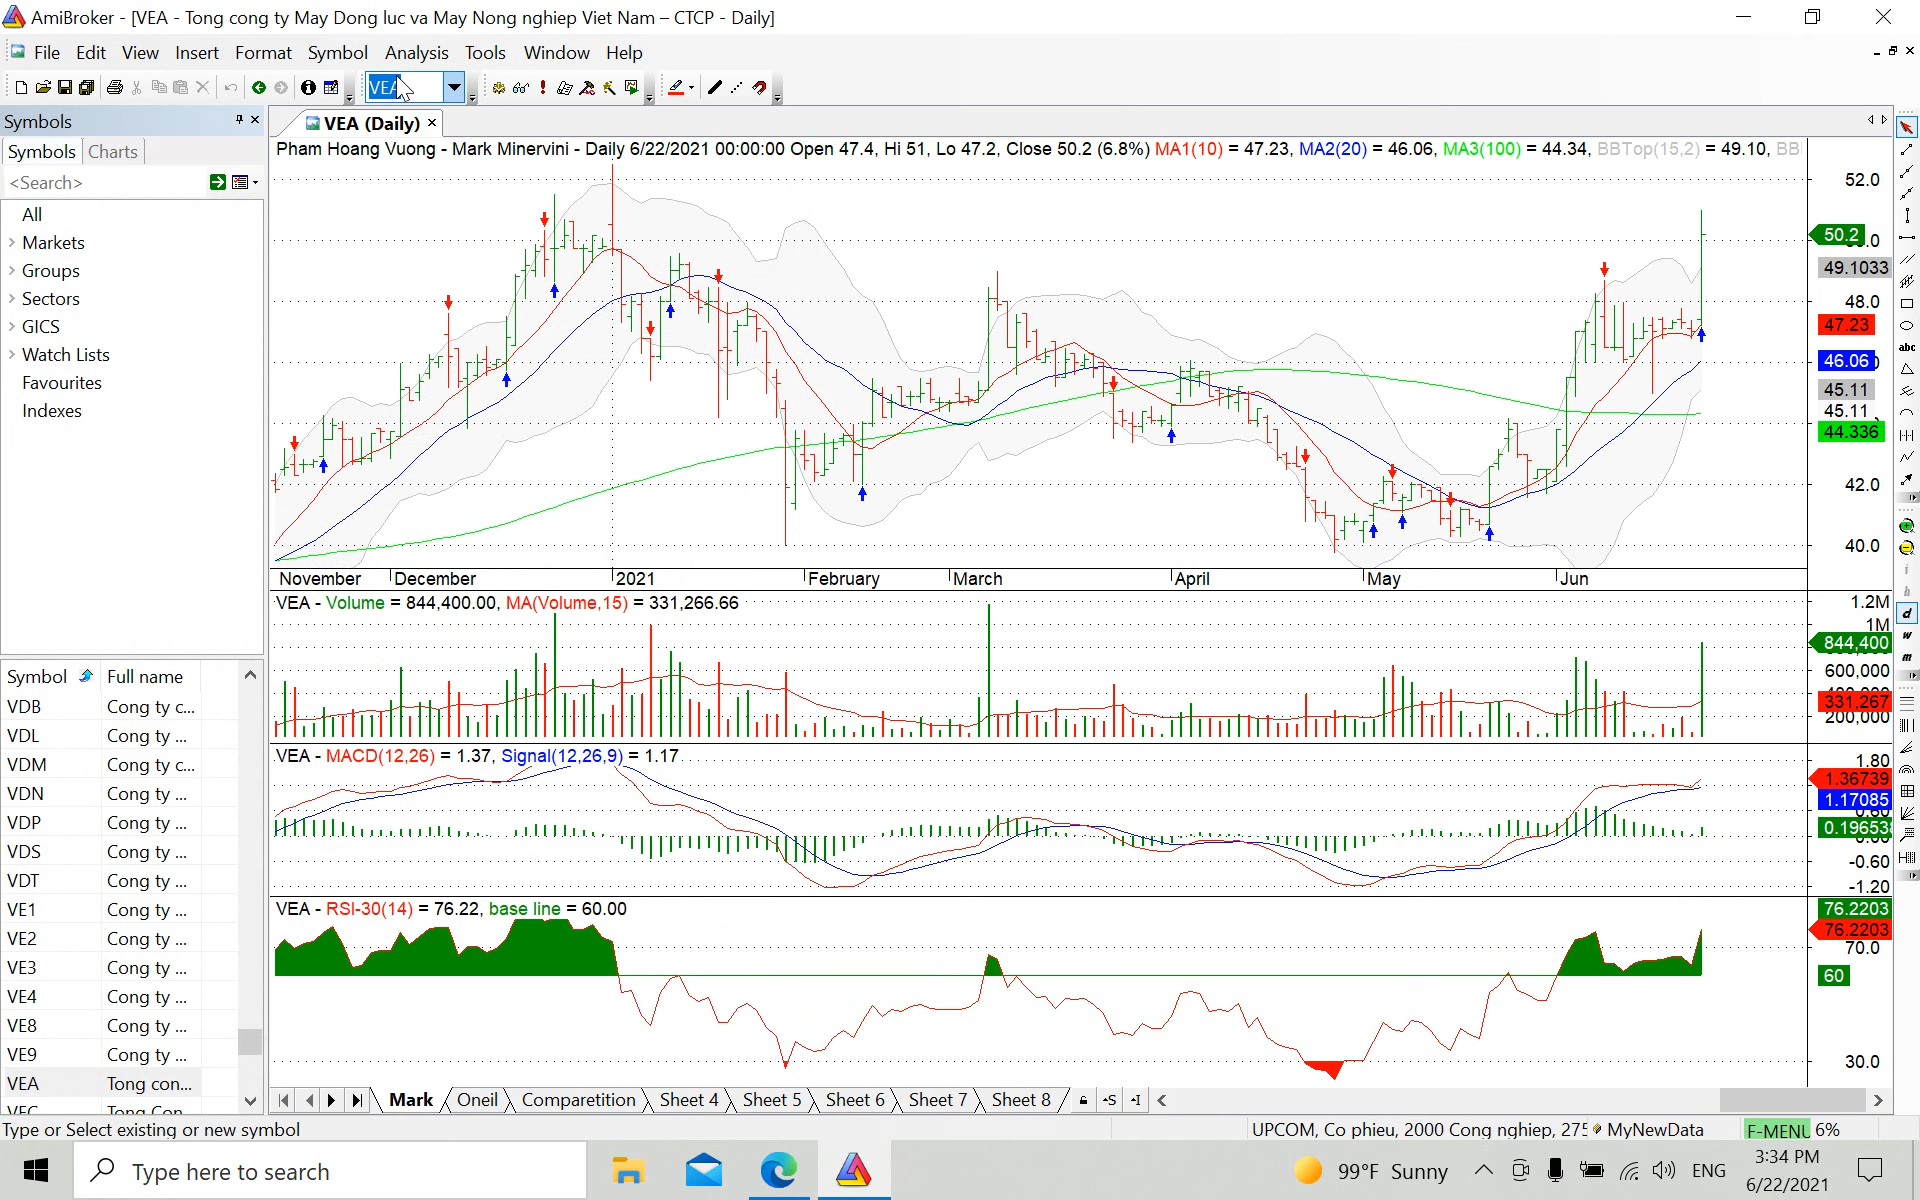 AmiBroker - [VEA - Tong cong ty May Dong luc va May Nong nghiep Viet Nam – CTCP - Daily]
File Edit View Insert Format Symbol Analysis Tools Window Help
VEA
Symbols
Symbols Charts
<Search>
All
Markets
Groups
Sectors
GICS
Watch Lists
Favourites
Indexes
Symbol Full name
VDB Cong ty c...
VDL Cong ty ...
VDM Cong ty c...
VDN Cong ty ...
VDP Cong ty ...
VDS Cong ty ...
VDT Cong ty ...
VE1 Cong ty ...
VE2 Cong ty ...
VE3 Cong ty ...
VE4 Cong ty ...
VE8 Cong ty ...
VE9 Cong ty ...
VEA Tong con...
VEC Tong Con
VEA (Daily)
Pham Hoang Vuong - Mark Minervini - Daily 6/22/2021 00:00:00 Open 47.4, Hi 51, Lo 47.2, Close 50.2 (6.8%) MA1(10) = 47.23, MA2(20) = 46.06, MA3(100) = 44.34, BBTop(15,2) = 49.10, BB
52.0
50.2
49.1033
48.0
47.23
46.06
45.11
45.11
44.336
42.0
40.0
November December 2021 February March April May Jun
VEA - Volume = 844,400.00, MA(Volume,15) = 331,266.66
1.2M
1M
844,400
600,000
331,267
200,000
VEA - MACD(12,26) = 1.37, Signal(12,26,9) = 1.17
1.80
1.36739
1.17085
0.19653
-0.60
-1.20
VEA - RSI-30(14) = 76.22, base line = 60.00
76.2203
76.2203
70.0
60
30.0
abc
d
w
m
Mark Oneil Comparetition Sheet 4 Sheet 5 Sheet 6 Sheet 7 Sheet 8 S I
Type or Select existing or new symbol
UPCOM, Co phieu, 2000 Cong nghiep, 275 MyNewData F-MENU 6%
Type here to search
99°F Sunny
ENG
3:34 PM
6/22/2021